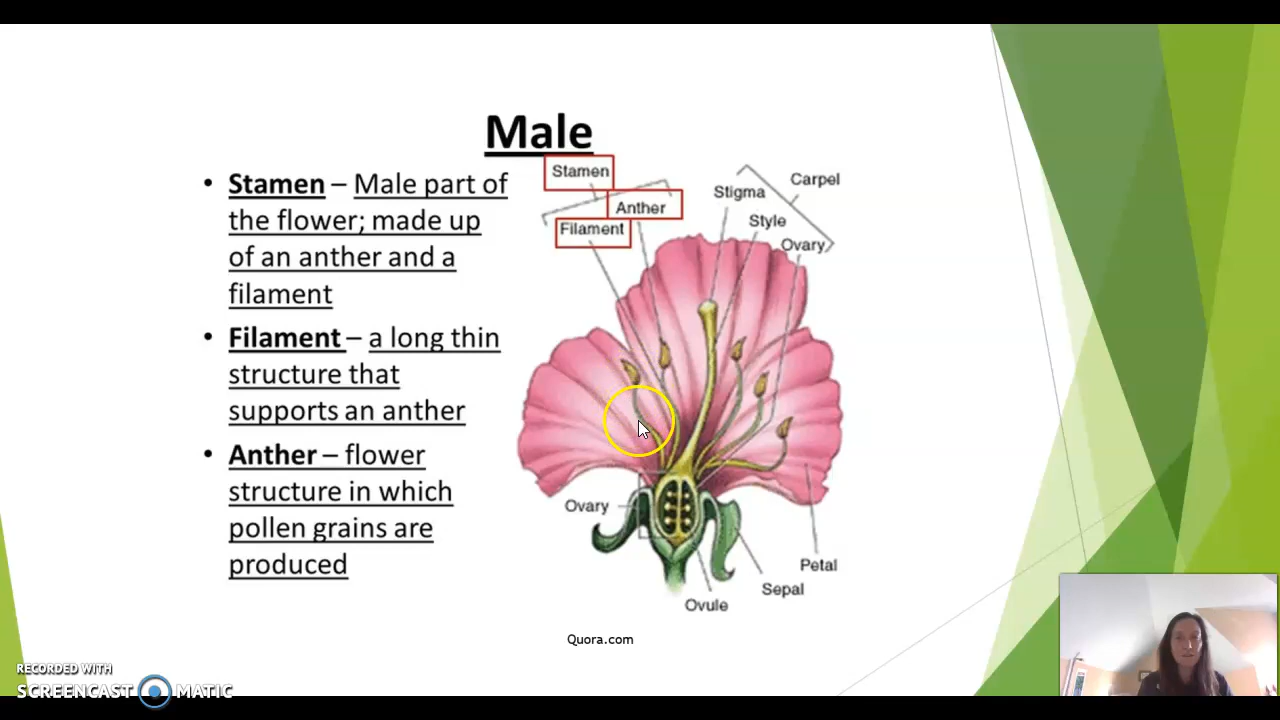 Male
• Stamen – Male part of
the flower; made up
of an anther and a
filament
• Filament – a long thin
structure that
supports an anther
• Anther – flower
structure in which
pollen grains are
produced
Stamen
Anther
Filament
Stigma
Carpel
Style
Ovary
Ovary
Petal
Sepal
Ovule
Quora.com
RECORDED WITH
SCREENCAST MATIC